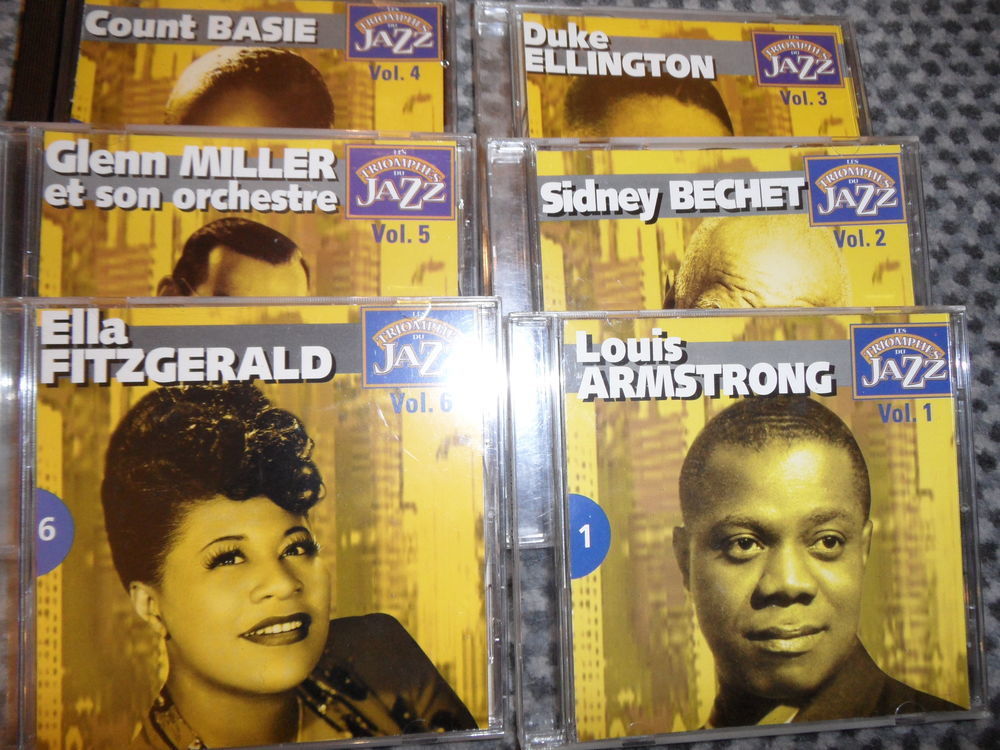 Count BASIE
LES
TRIOMPHES
DU
JAZZ
Vol. 4
Duke
ELLINGTON
LES
TRIOMPHES
DU
JAZZ
Vol. 3
Glenn MILLER
et son orchestre
LES
TRIOMPHES
DU
JAZZ
Vol. 5
Sidney BECHET
LES
TRIOMPHES
DU
JAZZ
Vol. 2
Ella
FITZGERALD
LES
TRIOMPHES
DU
JAZZ
Vol. 6
6
Louis
ARMSTRONG
LES
TRIOMPHES
DU
JAZZ
Vol. 1
1